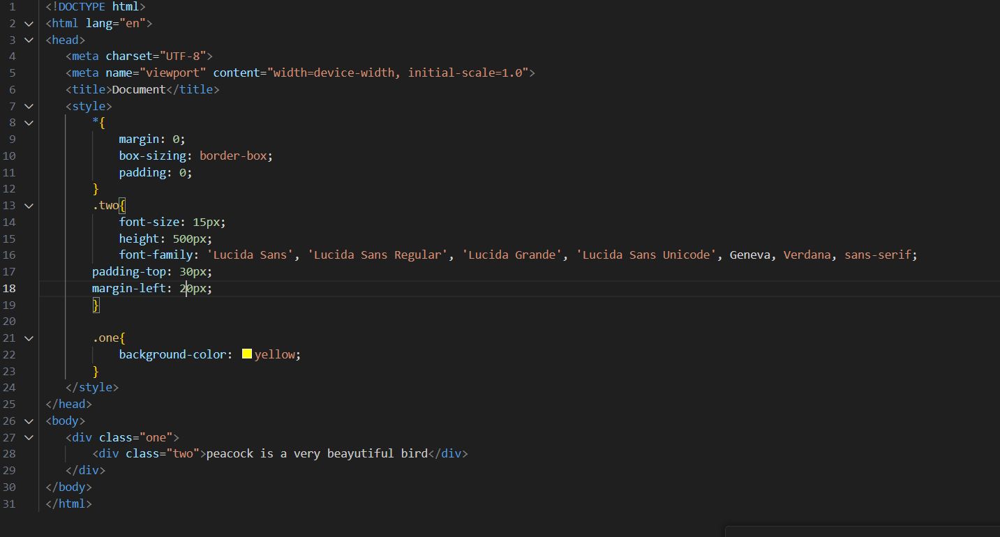 1 <!DOCTYPE html>
2 <html lang="en">
3 <head>
4 <meta charset="UTF-8">
5 <meta name="viewport" content="width=device-width, initial-scale=1.0">
6 <title>Document</title>
7 <style>
8 *{
9 margin: 0;
10 box-sizing: border-box;
11 padding: 0;
12 }
13 .two{
14 font-size: 15px;
15 height: 500px;
16 font-family: 'Lucida Sans', 'Lucida Sans Regular', 'Lucida Grande', 'Lucida Sans Unicode', Geneva, Verdana, sans-serif;
17 padding-top: 30px;
18 margin-left: 20px;
19 }
20
21 .one{
22 background-color: yellow;
23 }
24 </style>
25 </head>
26 <body>
27 <div class="one">
28 <div class="two">peacock is a very beayutiful bird</div>
29 </div>
30 </body>
31 </html>